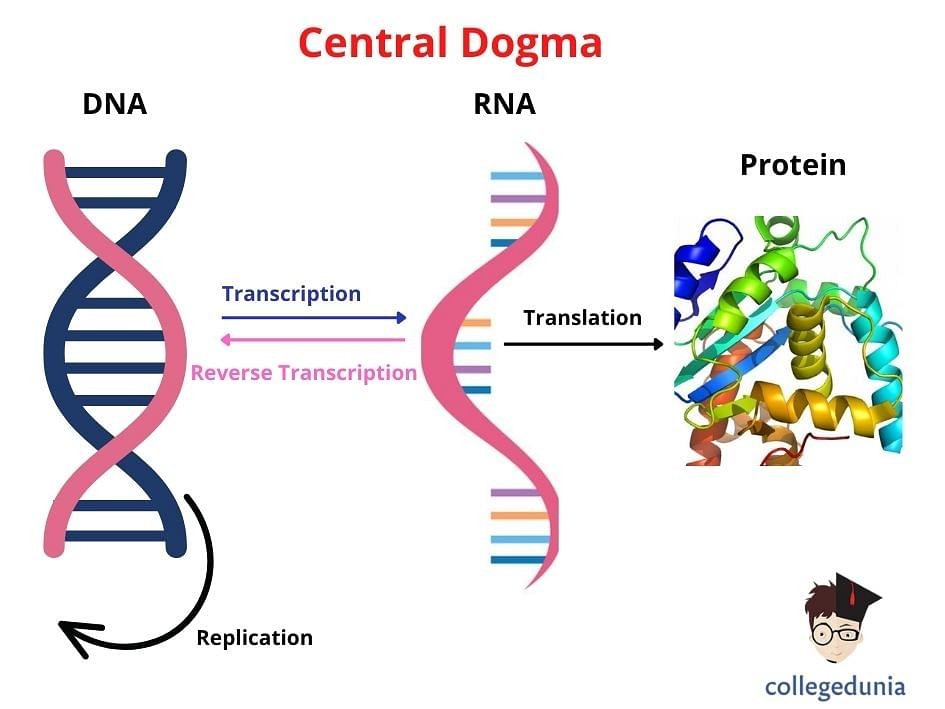 Central Dogma
DNA
RNA
Protein
Transcription
Reverse Transcription
Translation
Replication
collegedunia